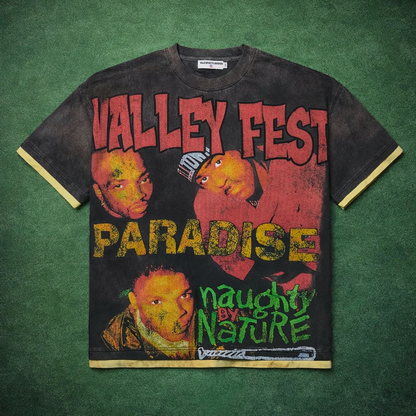 VALLEY FEST
PARADISE
naughty
BY
NATURE